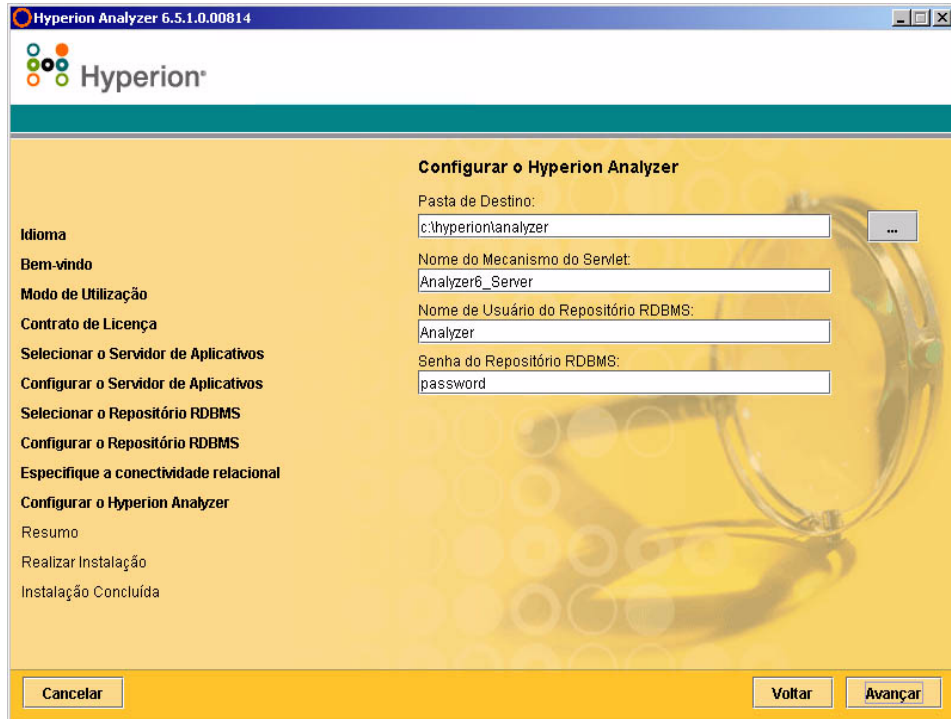 Hyperion Analyzer 6.5.1.0.00814
Hyperion®
Configurar o Hyperion Analyzer
Pasta de Destino:
c:\hyperion\analyzer
...
Nome do Mecanismo do Servlet:
Analyzer6_Server
Nome de Usuário do Repositório RDBMS:
Analyzer
Senha do Repositório RDBMS:
password
Idioma
Bem-vindo
Modo de Utilização
Contrato de Licença
Selecionar o Servidor de Aplicativos
Configurar o Servidor de Aplicativos
Selecionar o Repositório RDBMS
Configurar o Repositório RDBMS
Especifique a conectividade relacional
Configurar o Hyperion Analyzer
Resumo
Realizar Instalação
Instalação Concluída
Cancelar
Voltar
Avançar